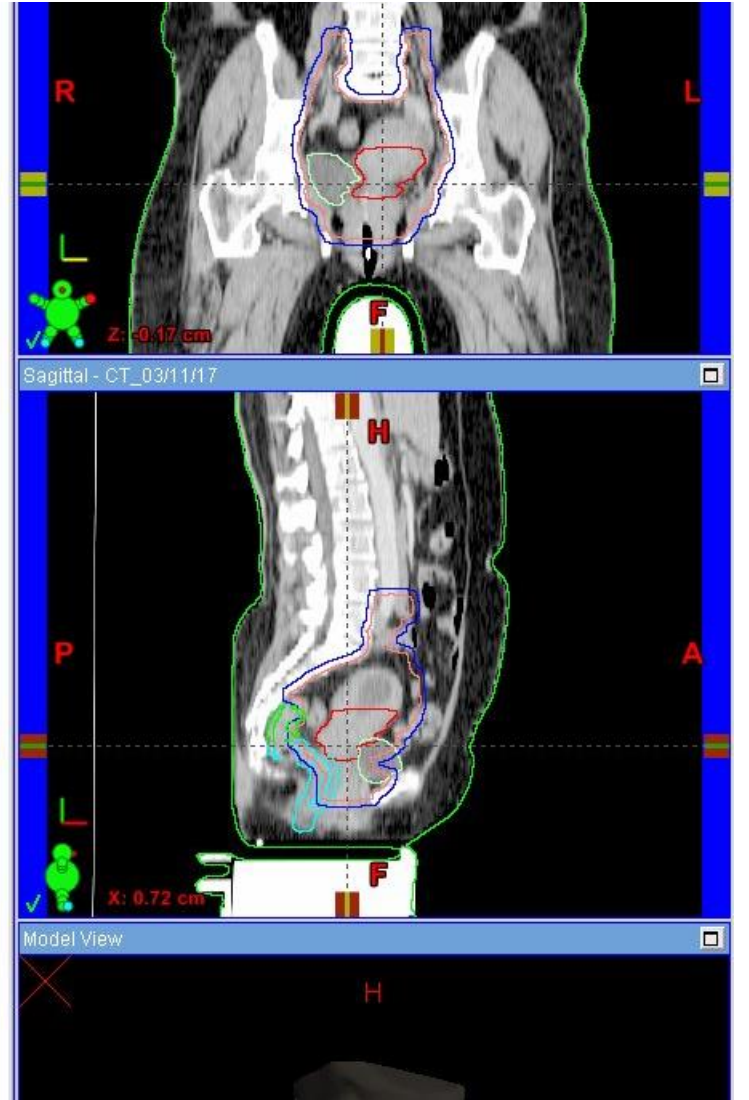 R
L
F
Z: -0.17 cm
Sagittal - CT_03/11/17
H
P
A
F
X: 0.72 cm
Model View
H